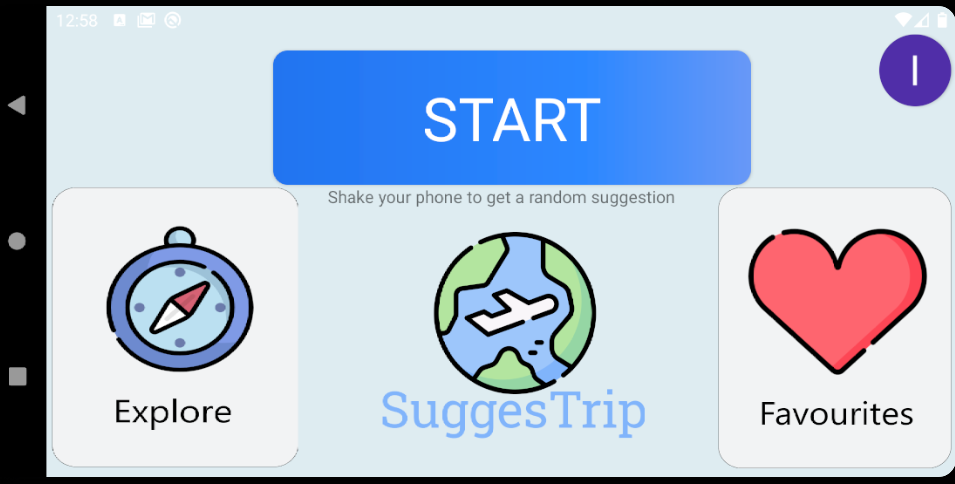 12:58
I
START
Shake your phone to get a random suggestion
Explore
SuggesTrip
Favourites